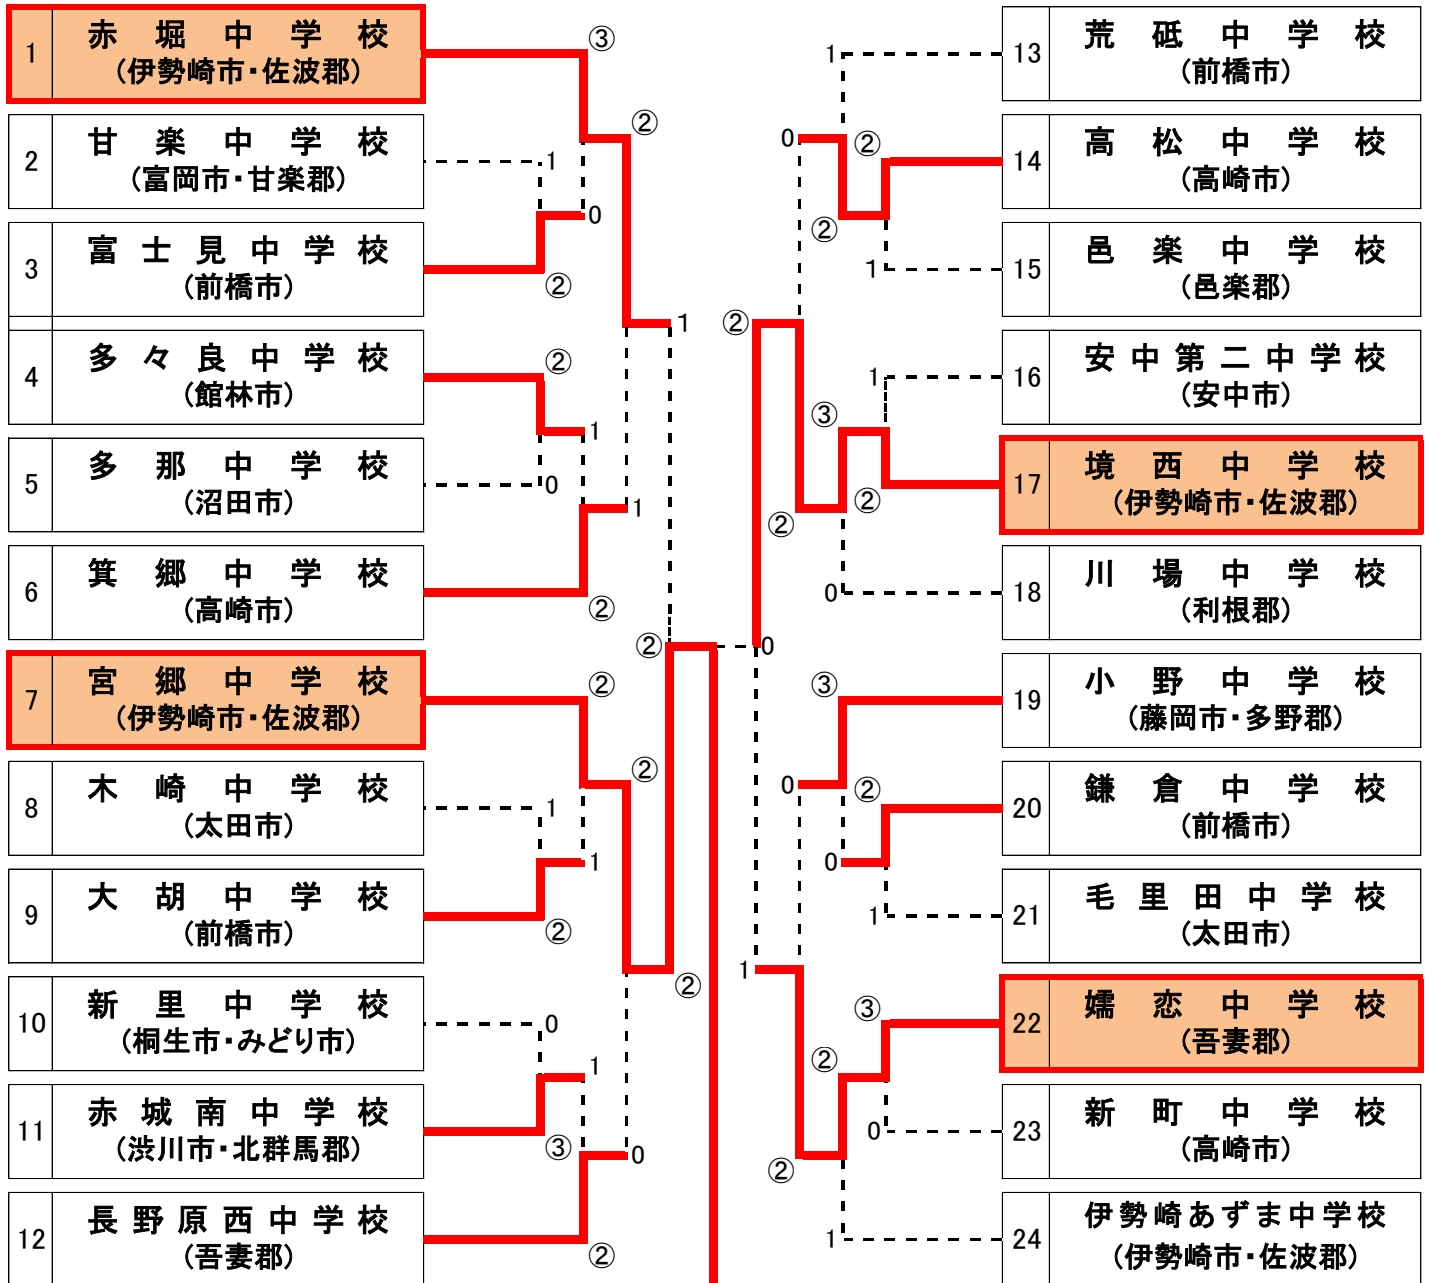 1
赤堀中学校
(伊勢崎市・佐波郡)
2
甘楽中学校
(富岡市・甘楽郡)
3
富士見中学校
(前橋市)
4
多々良中学校
(館林市)
5
多那中学校
(沼田市)
6
箕郷中学校
(高崎市)
7
宮郷中学校
(伊勢崎市・佐波郡)
8
木崎中学校
(太田市)
9
大胡中学校
(前橋市)
10
新里中学校
(桐生市・みどり市)
11
赤城南中学校
(渋川市・北群馬郡)
12
長野原西中学校
(吾妻郡)
③
1
0
②
②
1
0
②
②
1
②
1
1
②
②
1
②
0
1
③
②
②
0
②
0
1
②
1
②
②
1
③
②
0
0
②
②
0
③
②
1
0
0
③
0
②
1
②
1
13
荒砥中学校
(前橋市)
14
高松中学校
(高崎市)
15
邑楽中学校
(邑楽郡)
16
安中第二中学校
(安中市)
17
境西中学校
(伊勢崎市・佐波郡)
18
川場中学校
(利根郡)
19
小野中学校
(藤岡市・多野郡)
20
鎌倉中学校
(前橋市)
21
毛里田中学校
(太田市)
22
嬬恋中学校
(吾妻郡)
23
新町中学校
(高崎市)
24
伊勢崎あずま中学校
(伊勢崎市・佐波郡)